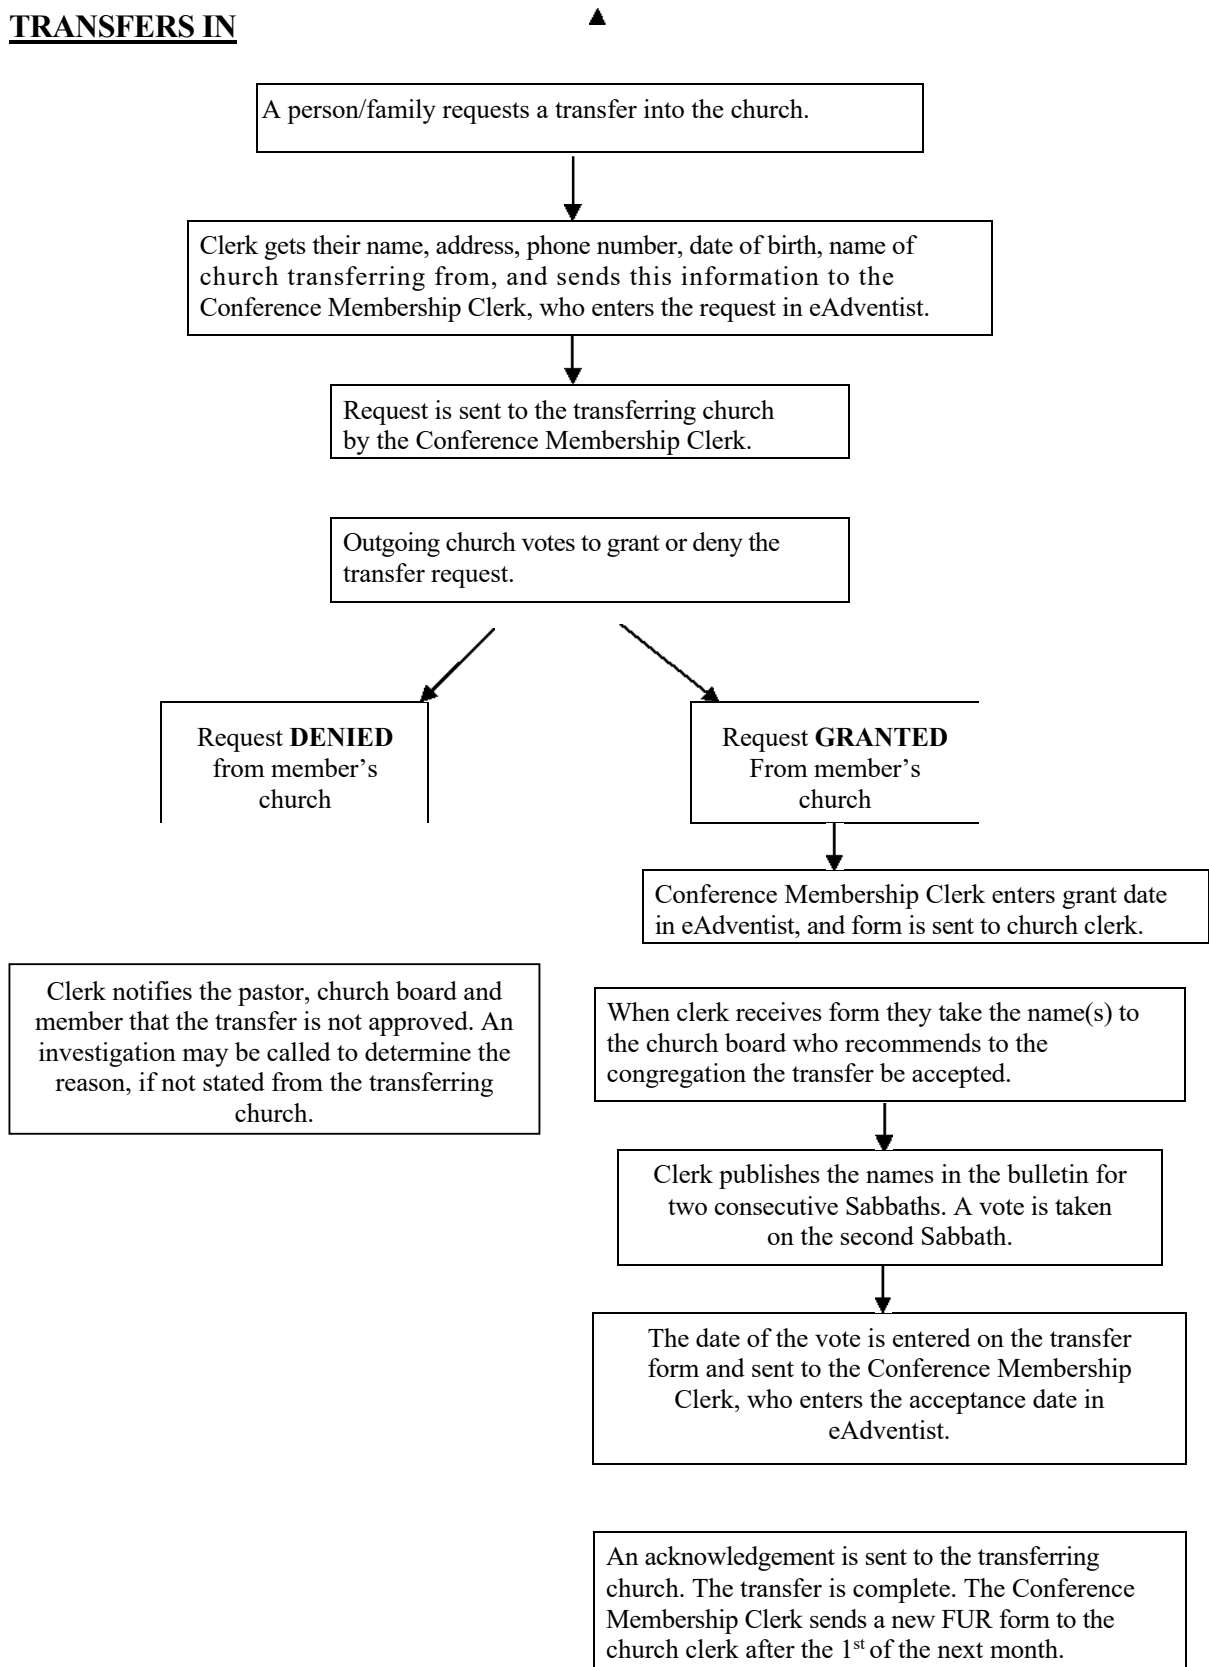 TRANSFERS IN
A person/family requests a transfer into the church.
Clerk gets their name, address, phone number, date of birth, name of
church transferring from, and sends this information to the
Conference Membership Clerk, who enters the request in eAdventist.
Request is sent to the transferring church
by the Conference Membership Clerk.
Outgoing church votes to grant or deny the
transfer request.
Request DENIED
from member’s
church
Request GRANTED
From member’s
church
Conference Membership Clerk enters grant date
in eAdventist, and form is sent to church clerk.
Clerk notifies the pastor, church board and
member that the transfer is not approved. An
investigation may be called to determine the
reason, if not stated from the transferring
church.
When clerk receives form they take the name(s) to
the church board who recommends to the
congregation the transfer be accepted.
Clerk publishes the names in the bulletin for
two consecutive Sabbaths. A vote is taken
on the second Sabbath.
The date of the vote is entered on the transfer
form and sent to the Conference Membership
Clerk, who enters the acceptance date in
eAdventist.
An acknowledgement is sent to the transferring
church. The transfer is complete. The Conference
Membership Clerk sends a new FUR form to the
church clerk after the 1st of the next month.